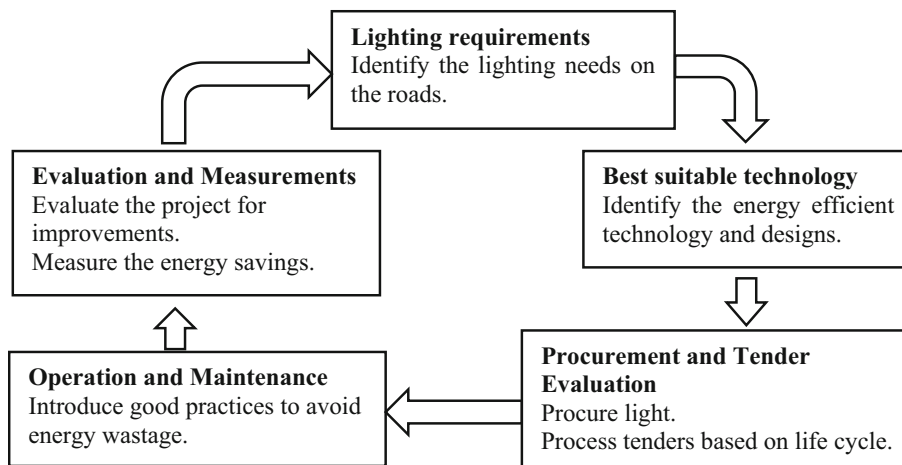 Lighting requirements
Identify the lighting needs on
the roads.
Best suitable technology
Identify the energy efficient
technology and designs.
Procurement and Tender
Evaluation
Procure light.
Process tenders based on life cycle.
Operation and Maintenance
Introduce good practices to avoid
energy wastage.
Evaluation and Measurements
Evaluate the project for
improvements.
Measure the energy savings.